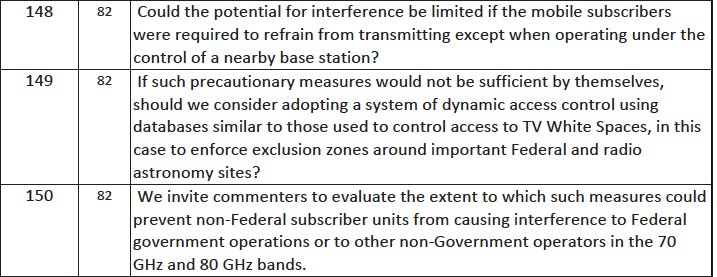 148 82 Could the potential for interference be limited if the mobile subscribers
were required to refrain from transmitting except when operating under the
control of a nearby base station?
149 82 If such precautionary measures would not be sufficient by themselves,
should we consider adopting a system of dynamic access control using
databases similar to those used to control access to TV White Spaces, in this
case to enforce exclusion zones around important Federal and radio
astronomy sites?
150 82 We invite commenters to evaluate the extent to which such measures could
prevent non-Federal subscriber units from causing interference to Federal
government operations or to other non-Government operators in the 70
GHz and 80 GHz bands.